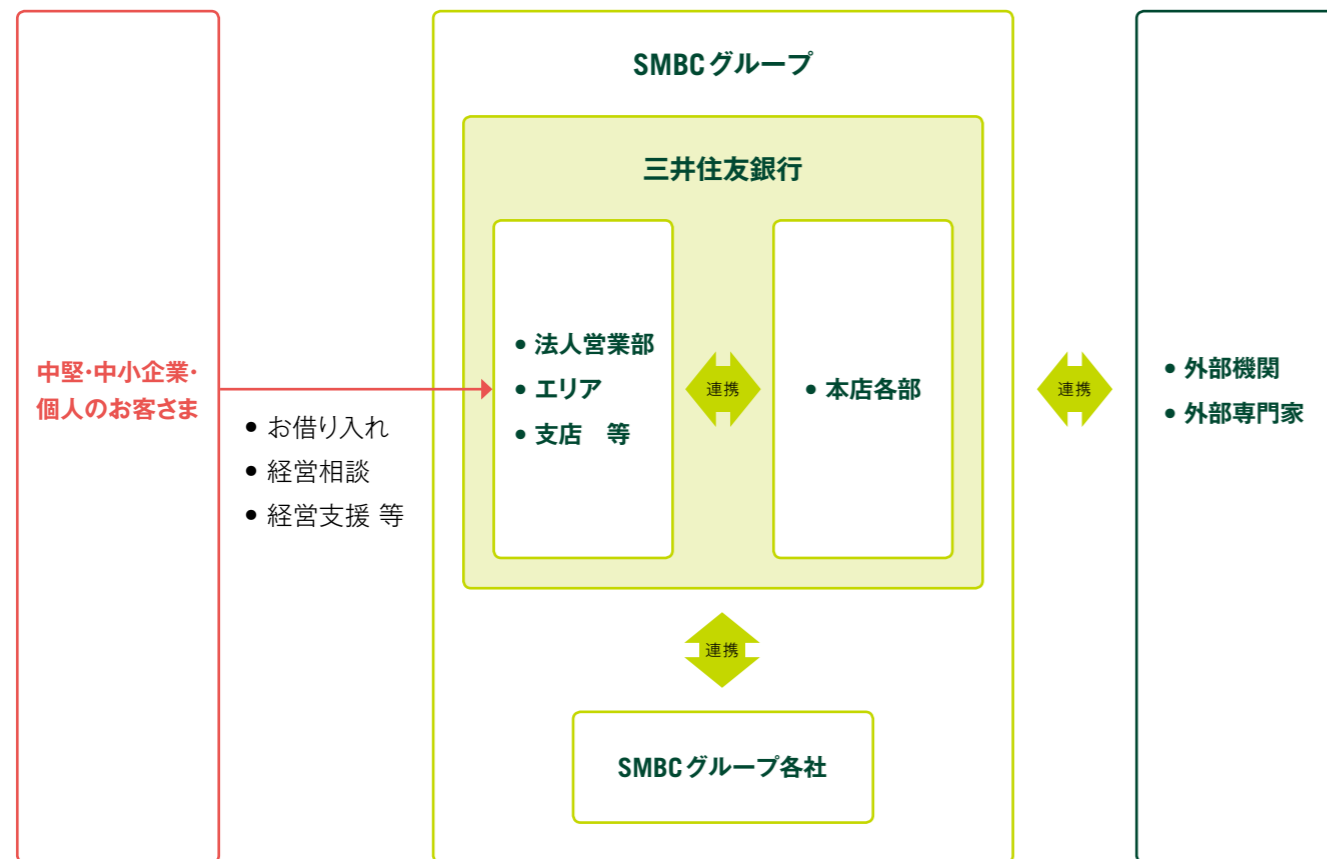 中堅・中小企業・
個人のお客さま
• お借り入れ
• 経営相談
• 経営支援 等
SMBCグループ
三井住友銀行
• 法人営業部
• エリア
• 支店　等
連携
• 本店各部
連携
SMBCグループ各社
連携
• 外部機関
• 外部専門家